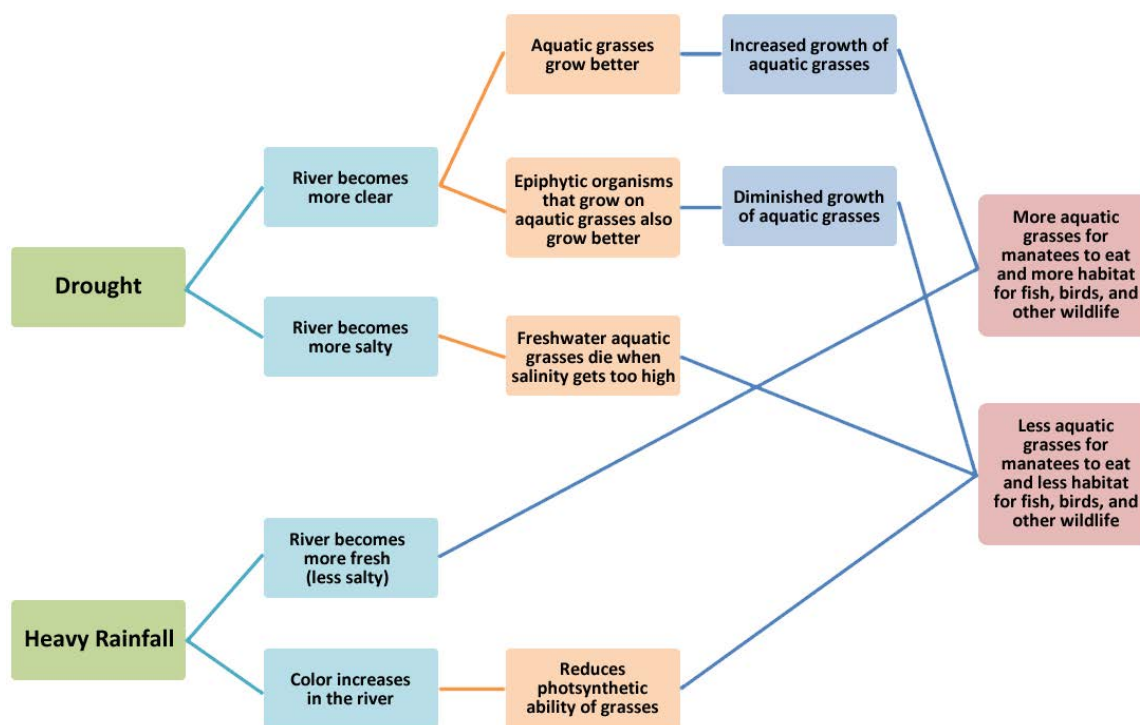 Aquatic grasses
grow better
Increased growth of
aquatic grasses
River becomes
more clear
Epiphytic organisms
that grow on
aqautic grasses also
grow better
Diminished growth
of aquatic grasses
More aquatic
grasses for
manatees to eat
and more habitat
for fish, birds, and
other wildlife
Drought
River becomes
more salty
Freshwater aquatic
grasses die when
salinity gets too high
Less aquatic
grasses for
manatees to eat
and less habitat
for fish, birds, and
other wildlife
River becomes
more fresh
(less salty)
Heavy Rainfall
Color increases
in the river
Reduces
photsynthetic
ability of grasses